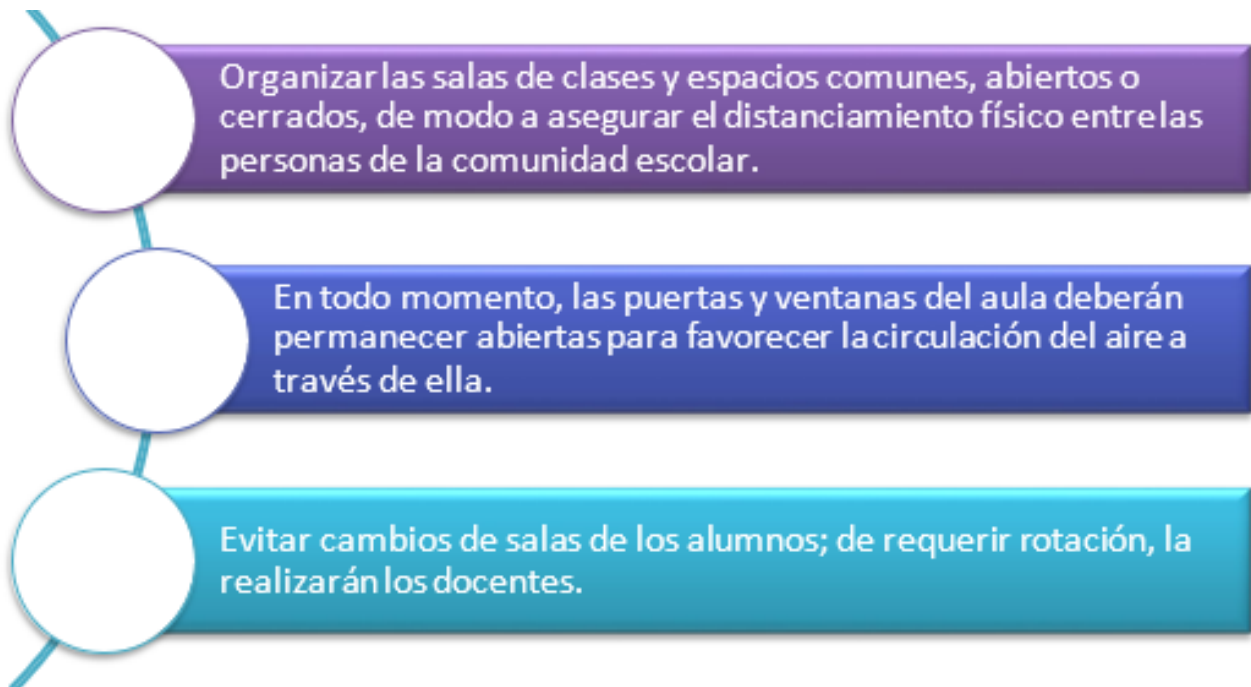 Organizar las salas de clases y espacios comunes, abiertos o
cerrados, de modo a asegurar el distanciamiento físico entre las
personas de la comunidad escolar.
En todo momento, las puertas y ventanas del aula deberán
permanecer abiertas para favorecer la circulación del aire a
través de ella.
Evitar cambios de salas de los alumnos; de requerir rotación, la
realizarán los docentes.